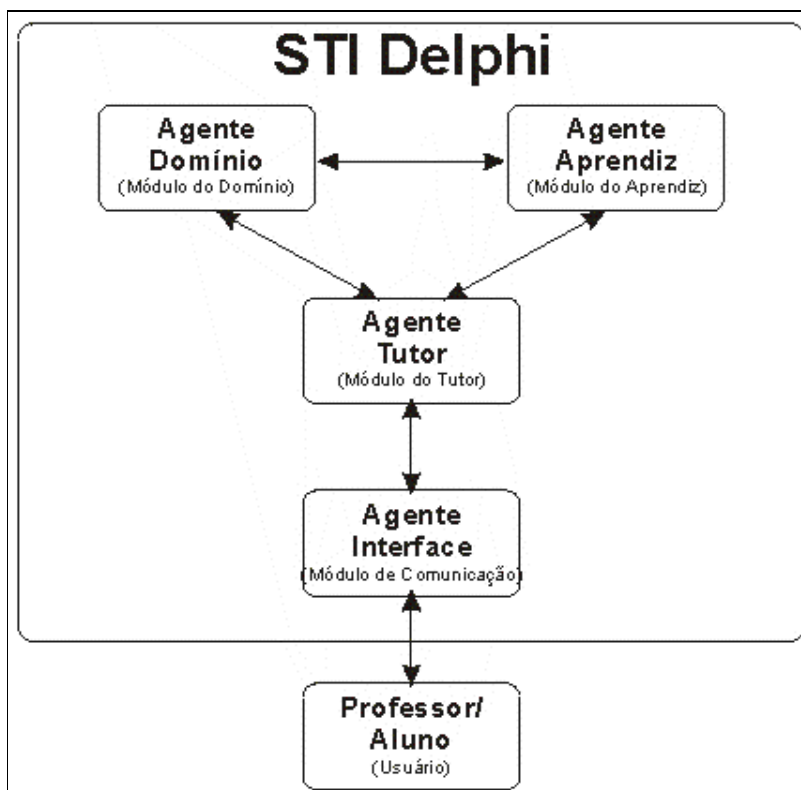 STI Delphi
Agente
Domínio
(Módulo do Domínio)
Agente
Aprendiz
(Módulo do Aprendiz)
Agente
Tutor
(Módulo do Tutor)
Agente
Interface
(Módulo de Comunicação)
Professor/
Aluno
(Usuário)